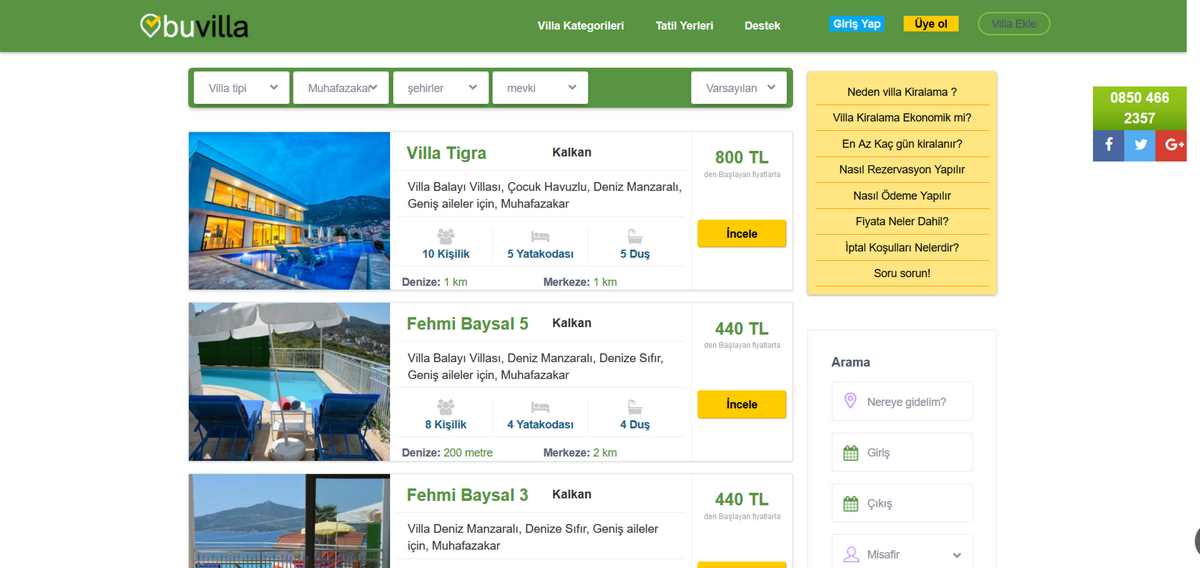 buvilla
Villa Kategorileri
Tatil Yerleri
Destek
Giriş Yap
Üye ol
Villa Ekle
Villa tipi
Muhafazakar
şehirler
mevki
Varsayılan
Villa Tigra
Kalkan
Villa Balayı Villası, Çocuk Havuzlu, Deniz Manzaralı,
Geniş aileler için, Muhafazakar
10 Kişilik
5 Yatakodası
5 Duş
Denize: 1 km
Merkeze: 1 km
800 TL
den Başlayan fiyatlarla
İncele
Fehmi Baysal 5
Kalkan
Villa Balayı Villası, Deniz Manzaralı, Denize Sıfır,
Geniş aileler için, Muhafazakar
8 Kişilik
4 Yatakodası
4 Duş
Denize: 200 metre
Merkeze: 2 km
440 TL
den Başlayan fiyatlarla
İncele
Fehmi Baysal 3
Kalkan
Villa Deniz Manzaralı, Denize Sıfır, Geniş aileler
için, Muhafazakar
440 TL
den Başlayan fiyatlarla
Neden villa Kiralama ?
Villa Kiralama Ekonomik mi?
En Az Kaç gün kiralanır?
Nasıl Rezervasyon Yapılır
Nasıl Ödeme Yapılır
Fiyata Neler Dahil?
İptal Koşulları Nelerdir?
Soru sorun!
Arama
Nereye gidelim?
Giriş
Çıkış
Misafir
0850 466
2357
f
G+